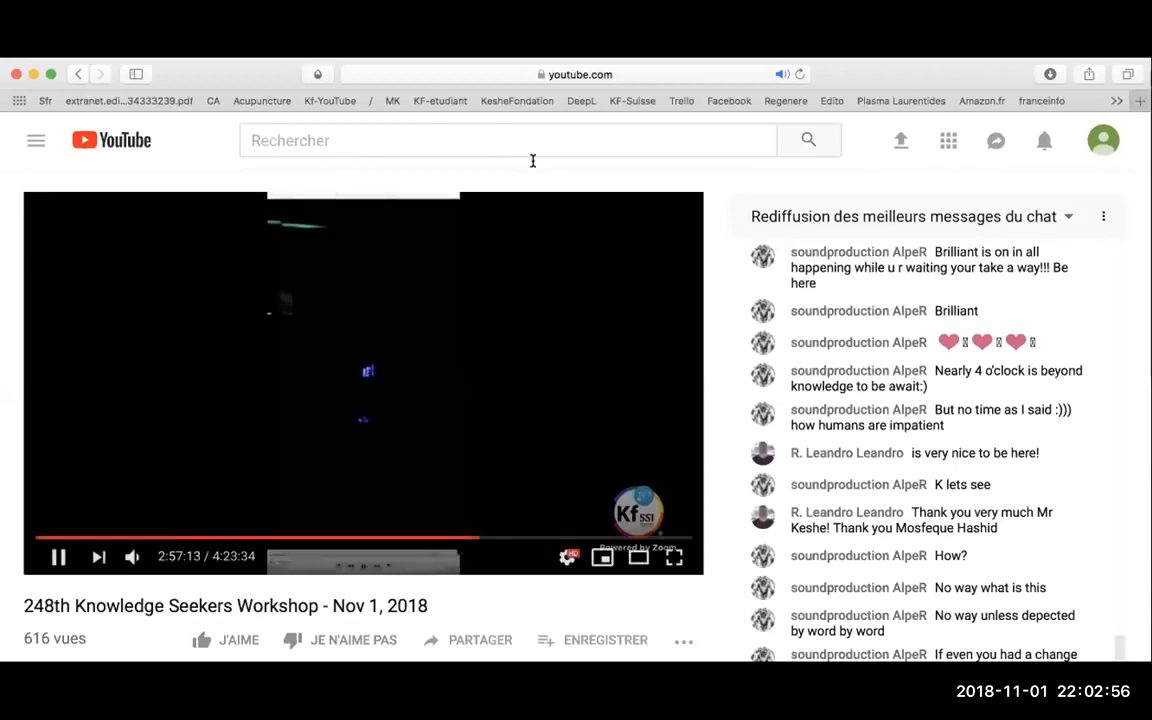 youtube.com
Sfr extranet.edi...34333239.pdf CA Acupuncture Kf-YouTube / MK KF-etudiant KesheFondation DeepL KF-Suisse Trello Facebook Regenere Edito Plasma Laurentides Amazon.fr franceinfo
YouTube
Rechercher
Kf SSI
Powered by Zoom
2:57:13 / 4:23:34
HD
248th Knowledge Seekers Workshop - Nov 1, 2018
616 vues
J'AIME
JE N'AIME PAS
PARTAGER
ENREGISTRER
Rediffusion des meilleurs messages du chat
soundproduction AlpeR Brilliant is on in all
happening while u r waiting your take a way!!! Be
here
soundproduction AlpeR Brilliant
soundproduction AlpeR
soundproduction AlpeR Nearly 4 o'clock is beyond
knowledge to be await:)
soundproduction AlpeR But no time as I said :)))
how humans are impatient
R. Leandro Leandro is very nice to be here!
soundproduction AlpeR K lets see
R. Leandro Leandro Thank you very much Mr
Keshe! Thank you Mosfeque Hashid
soundproduction AlpeR How?
soundproduction AlpeR No way what is this
soundproduction AlpeR No way unless depected
by word by word
soundproduction AlpeR If even you had a change
2018-11-01 22:02:56